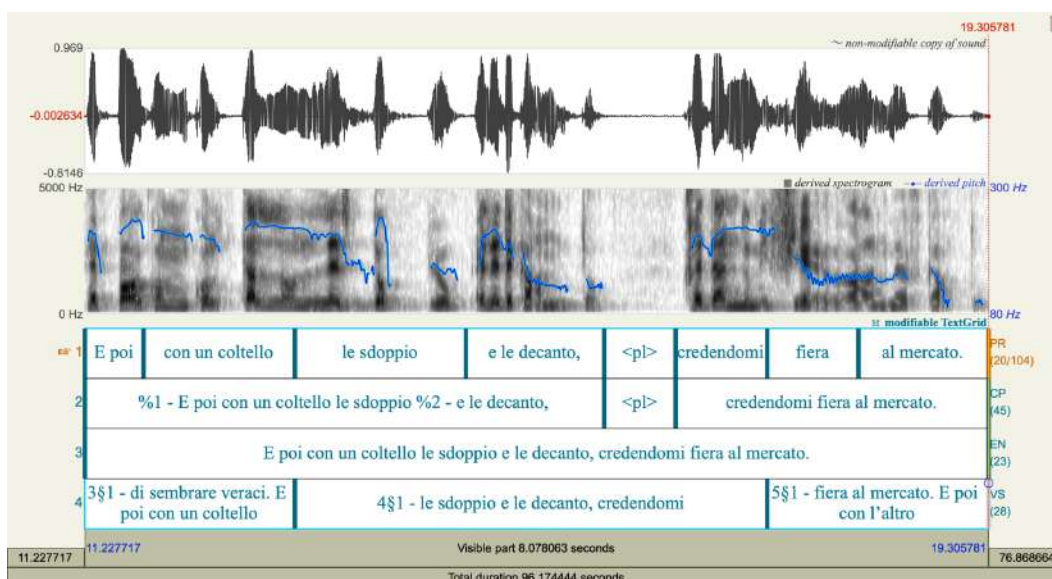 19.305781
0.969
~ non-modifiable copy of sound
-0.002634
-0.8146
5000 Hz
derived spectrogram
derived pitch
300 Hz
0 Hz
80 Hz
modifiable TextGrid
1
E poi
con un coltello
le sdoppio
e le decanto,
<pl>
credendomi
fiera
al mercato.
PR
(20/104)
2
%1 - E poi con un coltello le sdoppio %2 - e le decanto,
<pl>
credendomi fiera al mercato.
CP
(45)
3
E poi con un coltello le sdoppio e le decanto, credendomi fiera al mercato.
EN
(23)
4
3§1 - di sembrare veraci. E
poi con un coltello
4§1 - le sdoppio e le decanto, credendomi
5§1 - fiera al mercato. E poi
con l’altro
VS
(28)
11.227717
11.227717
Visible part 8.078063 seconds
19.305781
76.868664
Total duration 96.174444 seconds